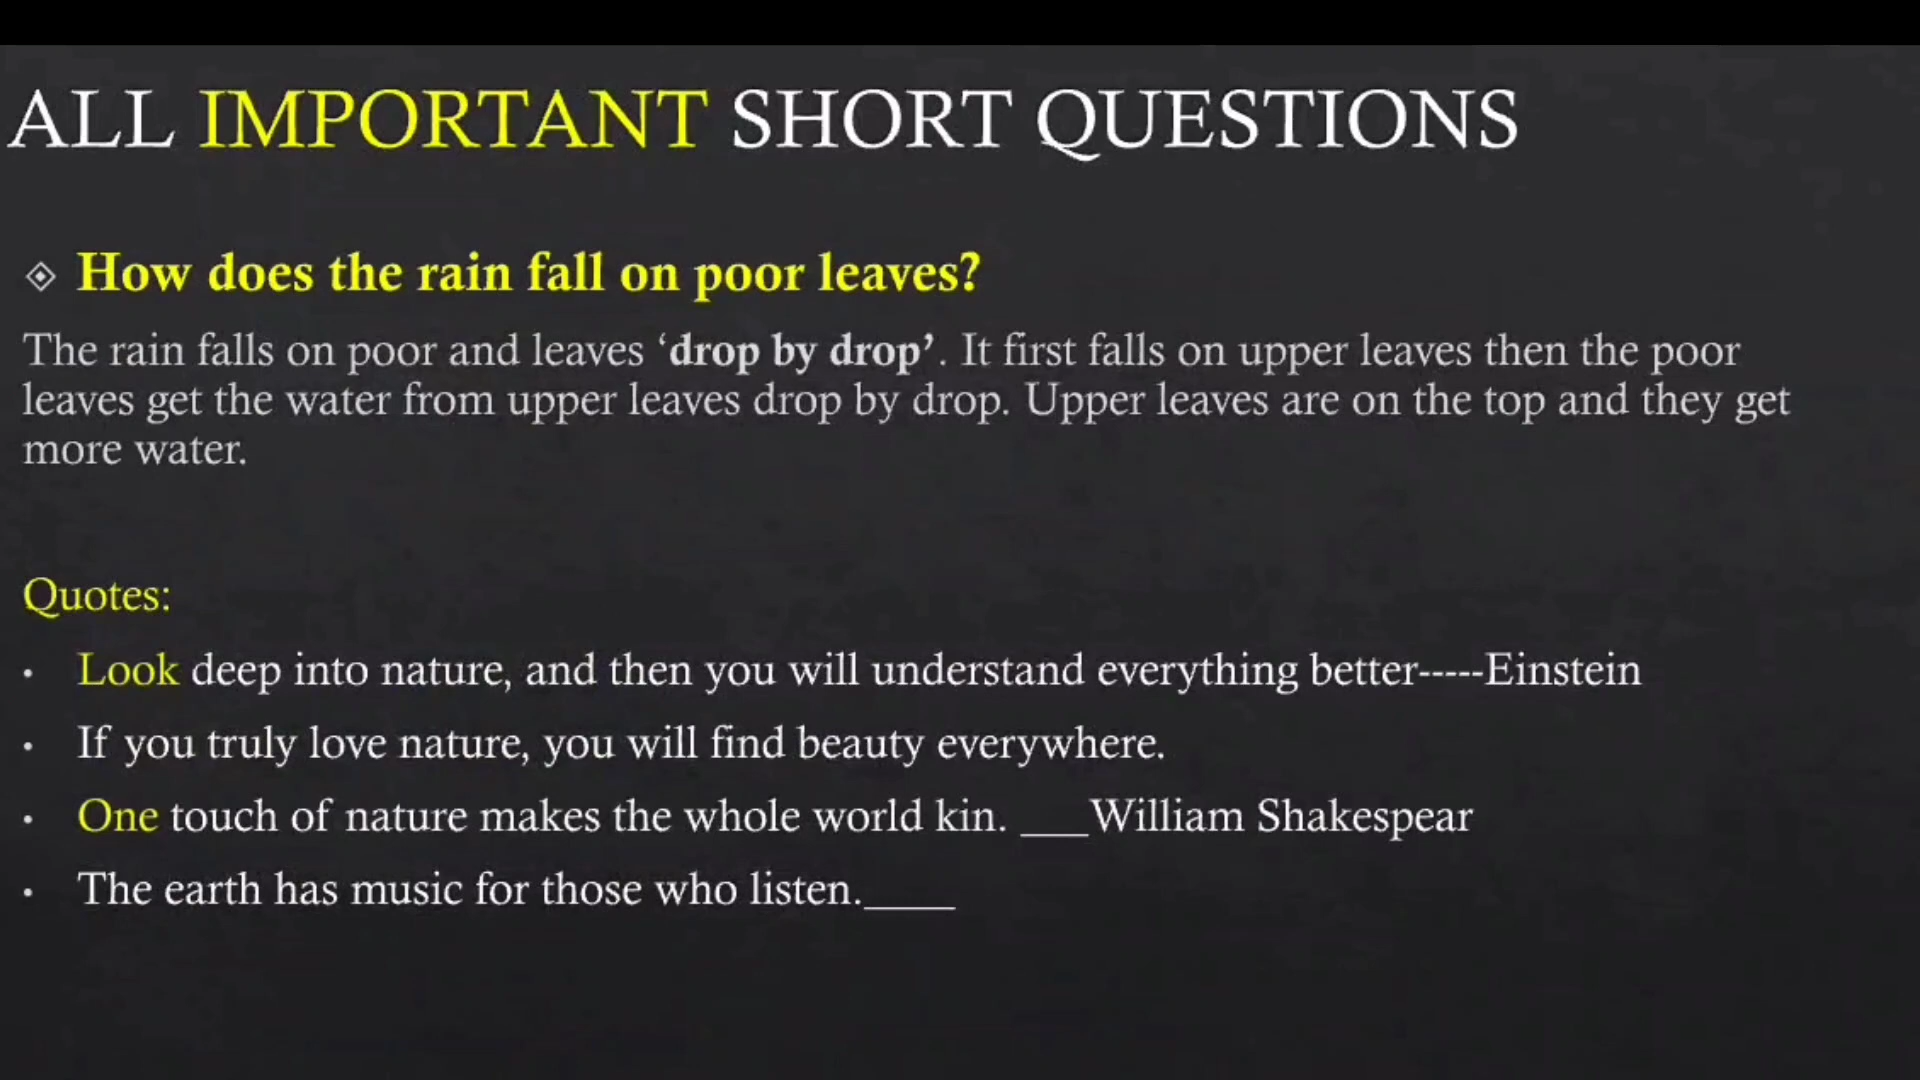 ALL IMPORTANT SHORT QUESTIONS
How does the rain fall on poor leaves?
The rain falls on poor and leaves ‘drop by drop’. It first falls on upper leaves then the poor
leaves get the water from upper leaves drop by drop. Upper leaves are on the top and they get
more water.
Quotes:
• Look deep into nature, and then you will understand everything better-----Einstein
• If you truly love nature, you will find beauty everywhere.
• One touch of nature makes the whole world kin. ___William Shakespear
• The earth has music for those who listen.____